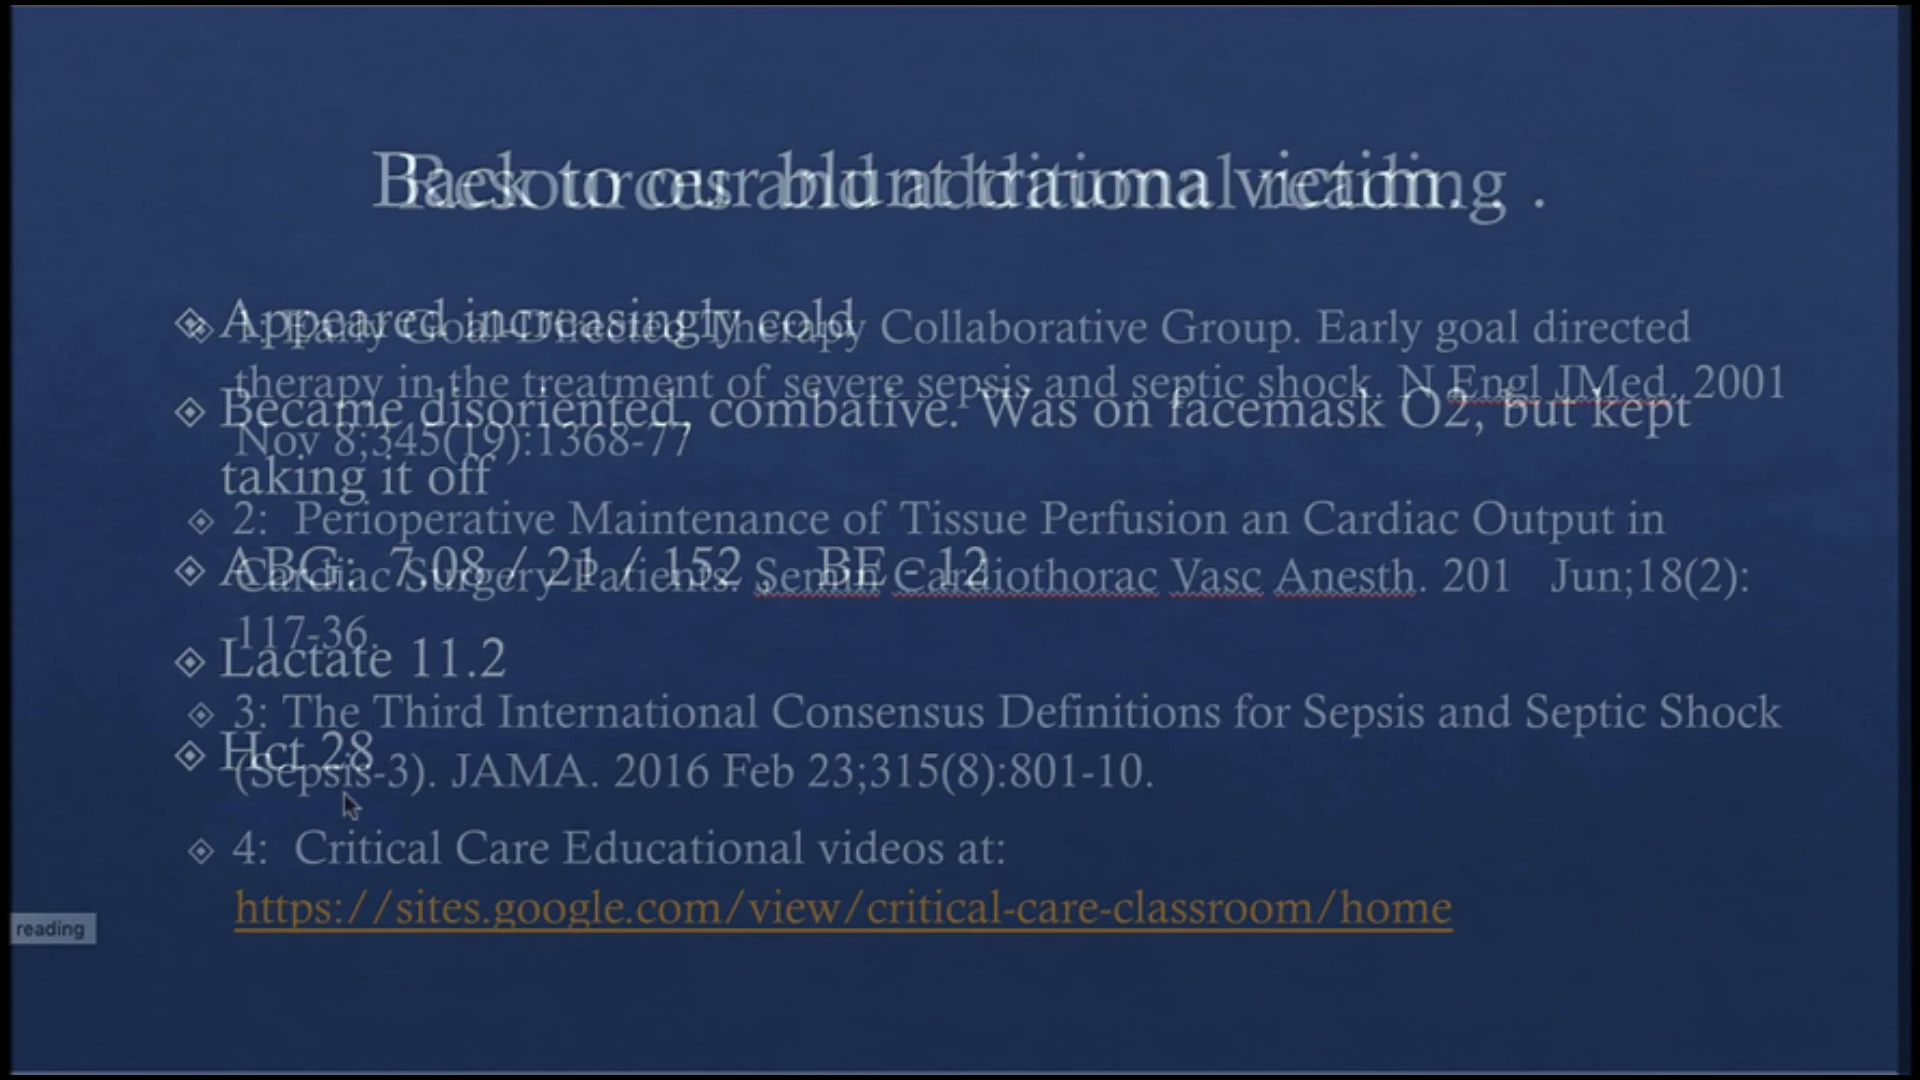 Back to our blunt trauma victim. . .
Appeared increasingly cold
Became disoriented, combative. Was on facemask O2, but kept
taking it off
ABG: 7.08 / 21 / 152 , BE - 12
Lactate 11.2
Hct 28
Resources and additional reading
1: Early Goal-Directed Therapy Collaborative Group. Early goal directed
therapy in the treatment of severe sepsis and septic shock. N Engl JMed. 2001
Nov 8;345(19):1368-77
2: Perioperative Maintenance of Tissue Perfusion an Cardiac Output in
Cardiac Surgery Patients. Semin Cardiothorac Vasc Anesth. 201 Jun;18(2):
117-36.
3: The Third International Consensus Definitions for Sepsis and Septic Shock
(Sepsis-3). JAMA. 2016 Feb 23;315(8):801-10.
4: Critical Care Educational videos at:
https://sites.google.com/view/critical-care-classroom/home
reading